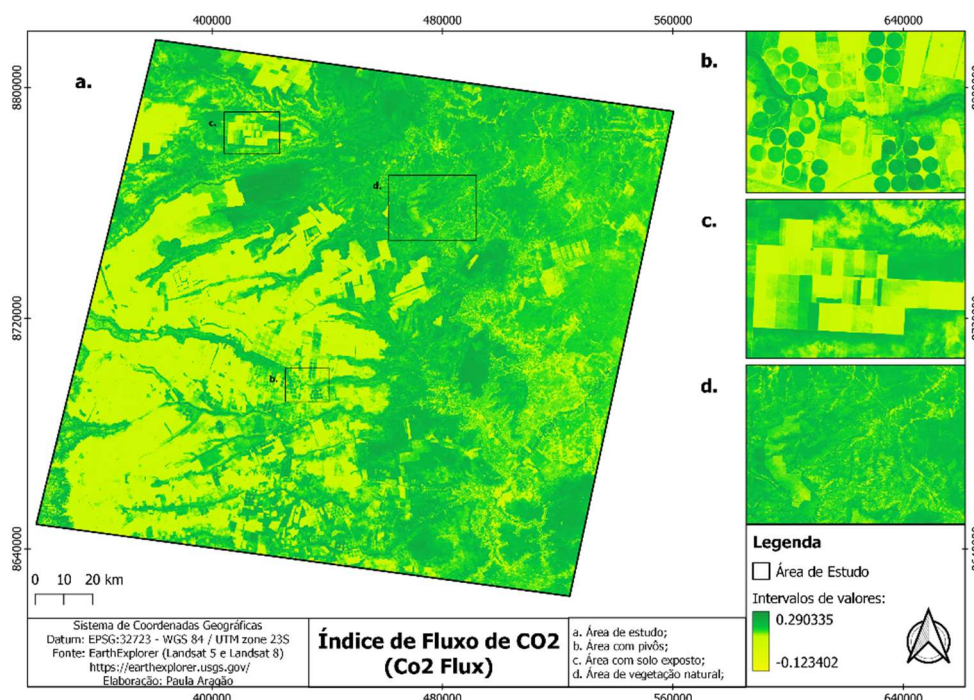 400000 480000 560000 640000
a.
b.
c.
d.
8800000
8720000
8640000
c.
d.
b.
0 10 20 km
Legenda
Área de Estudo
Intervalos de valores:
0.290335
-0.123402
Sistema de Coordenadas Geográficas
Datum: EPSG:32723 - WGS 84 / UTM zone 23S
Fonte: EarthExplorer (Landsat 5 e Landsat 8)
https://earthexplorer.usgs.gov/
Elaboração: Paula Aragão
Índice de Fluxo de CO2
(Co2 Flux)
a. Área de estudo;
b. Área com pivôs;
c. Área com solo exposto;
d. Área de vegetação natural;
400000 480000 560000 640000